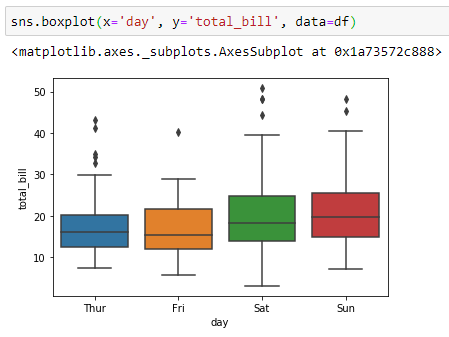 sns.boxplot(x='day', y='total_bill', data=df)
<matplotlib.axes._subplots.AxesSubplot at 0x1a73572c888>
50
40
30
20
10
total_bill
Thur Fri Sat Sun
day